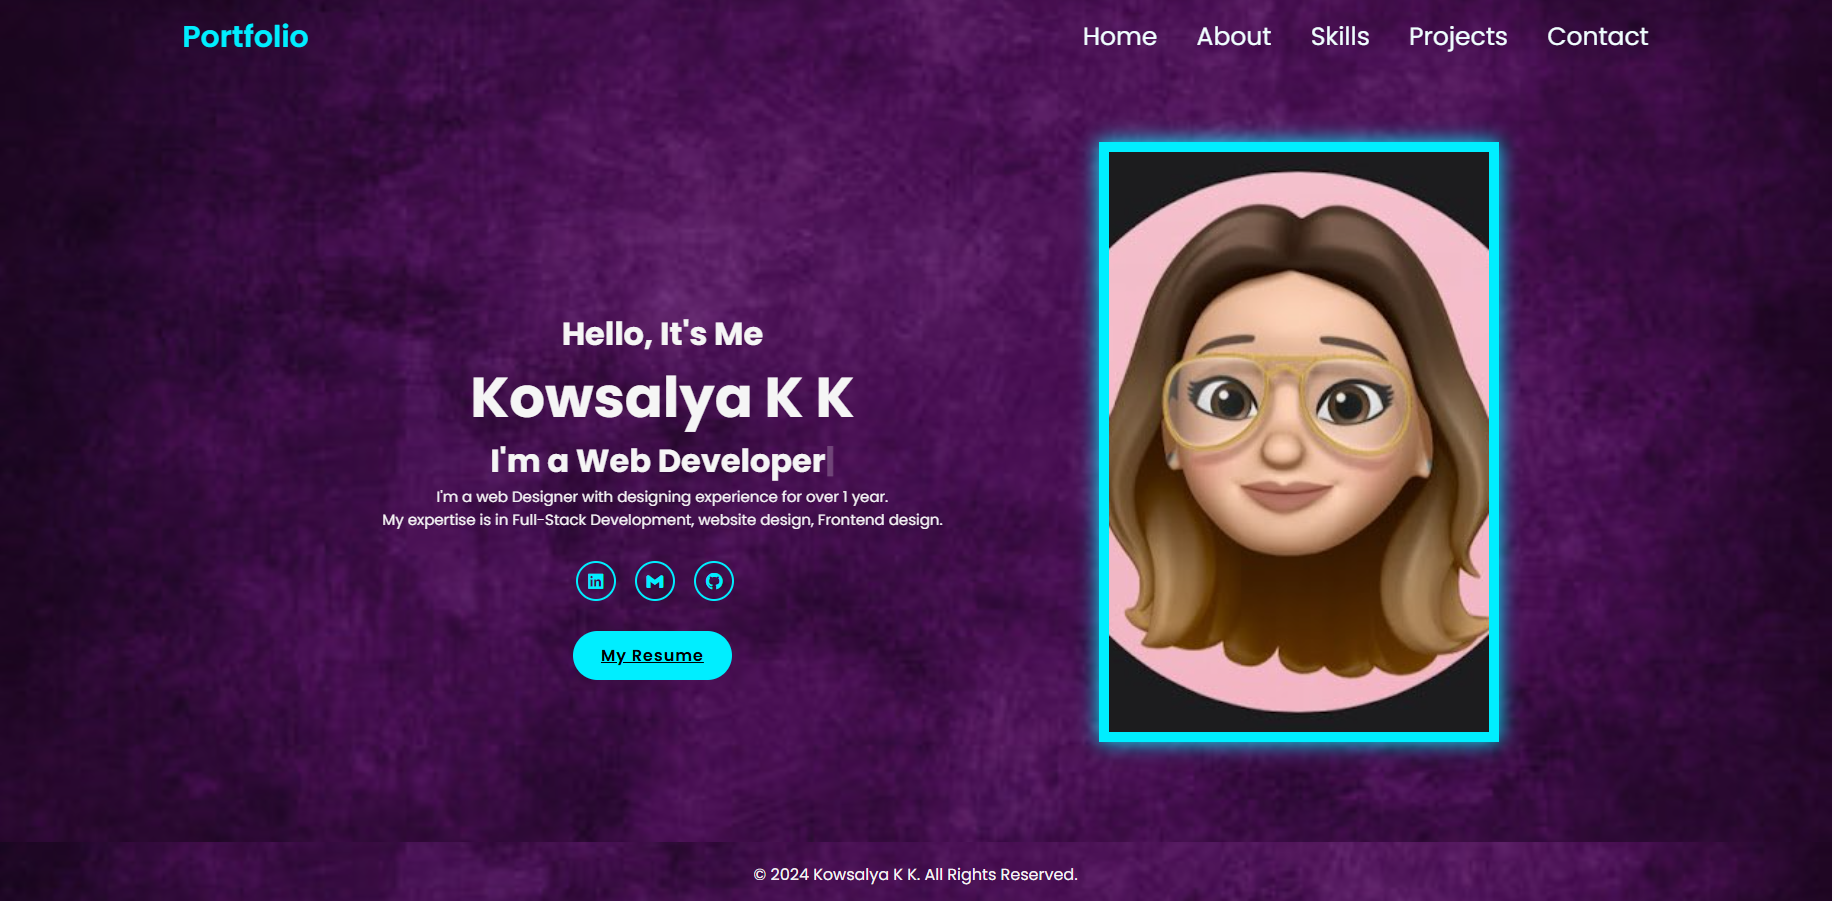 Portfolio
Home About Skills Projects Contact
Hello, It's Me
Kowsalya K K
I'm a Web Developer
I'm a web Designer with designing experience for over 1 year.
My expertise is in Full-Stack Development, website design, Frontend design.
in
My Resume
© 2024 Kowsalya K K. All Rights Reserved.